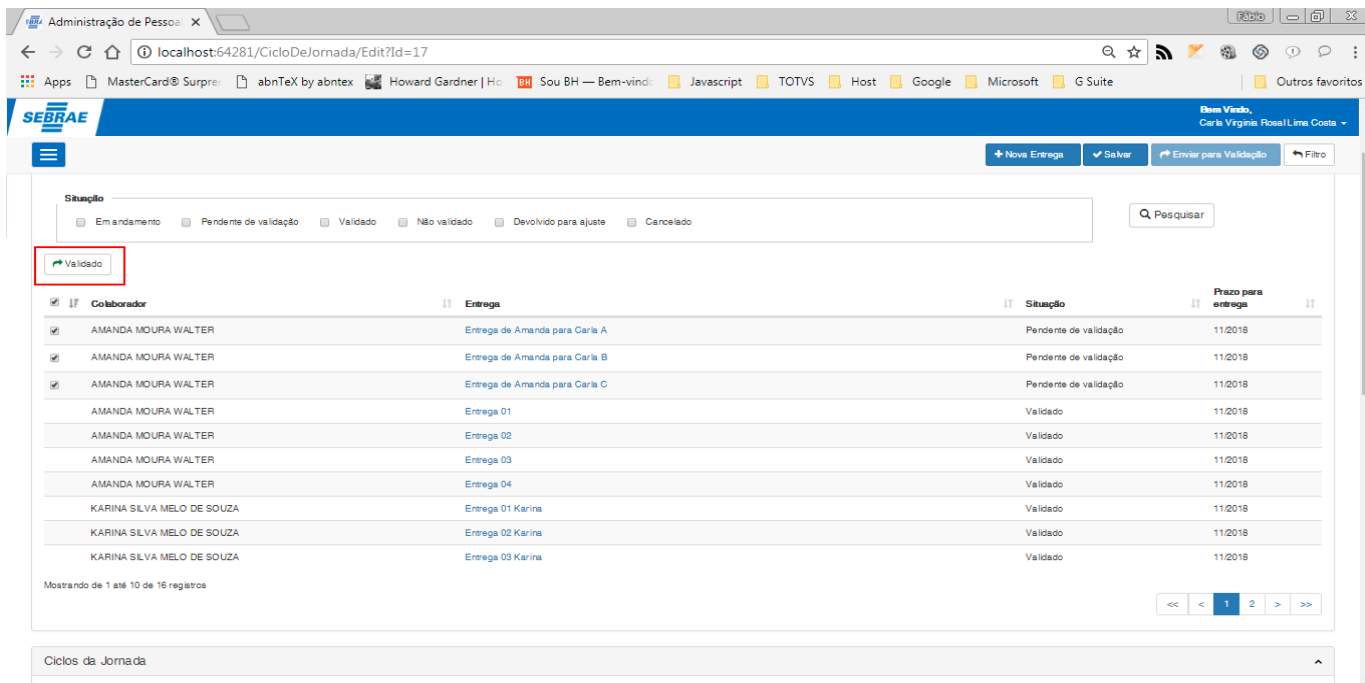 Administração de Pessoa
Fábio
localhost:64281/CicloDeJornada/Edit?Id=17
Apps MasterCard® Surpre abnTeX by abntex Howard Gardner | Ho BH Sou BH — Bem-vindo Javascript TOTVS Host Google Microsoft G Suite Outros favoritos
SEBRAE
Bem Vindo,
Carla Virginia Rosal Lima Costa
Nova Entrega Salvar Enviar para Validação Filtro
Situação
Em andamento Pendente de validação Validado Não validado Devolvido para ajuste Cancelado
Pesquisar
Validado
Colaborador Entrega Situação Prazo para entrega
AMANDA MOURA WALTER Entrega de Amanda para Carla A Pendente de validação 11/2018
AMANDA MOURA WALTER Entrega de Amanda para Carla B Pendente de validação 11/2018
AMANDA MOURA WALTER Entrega de Amanda para Carla C Pendente de validação 11/2018
AMANDA MOURA WALTER Entrega 01 Validado 11/2018
AMANDA MOURA WALTER Entrega 02 Validado 11/2018
AMANDA MOURA WALTER Entrega 03 Validado 11/2018
AMANDA MOURA WALTER Entrega 04 Validado 11/2018
KARINA SILVA MELO DE SOUZA Entrega 01 Karina Validado 11/2018
KARINA SILVA MELO DE SOUZA Entrega 02 Karina Validado 11/2018
KARINA SILVA MELO DE SOUZA Entrega 03 Karina Validado 11/2018
Mostrando de 1 até 10 de 16 registros
<< < 1 2 > >>
Ciclos da Jornada